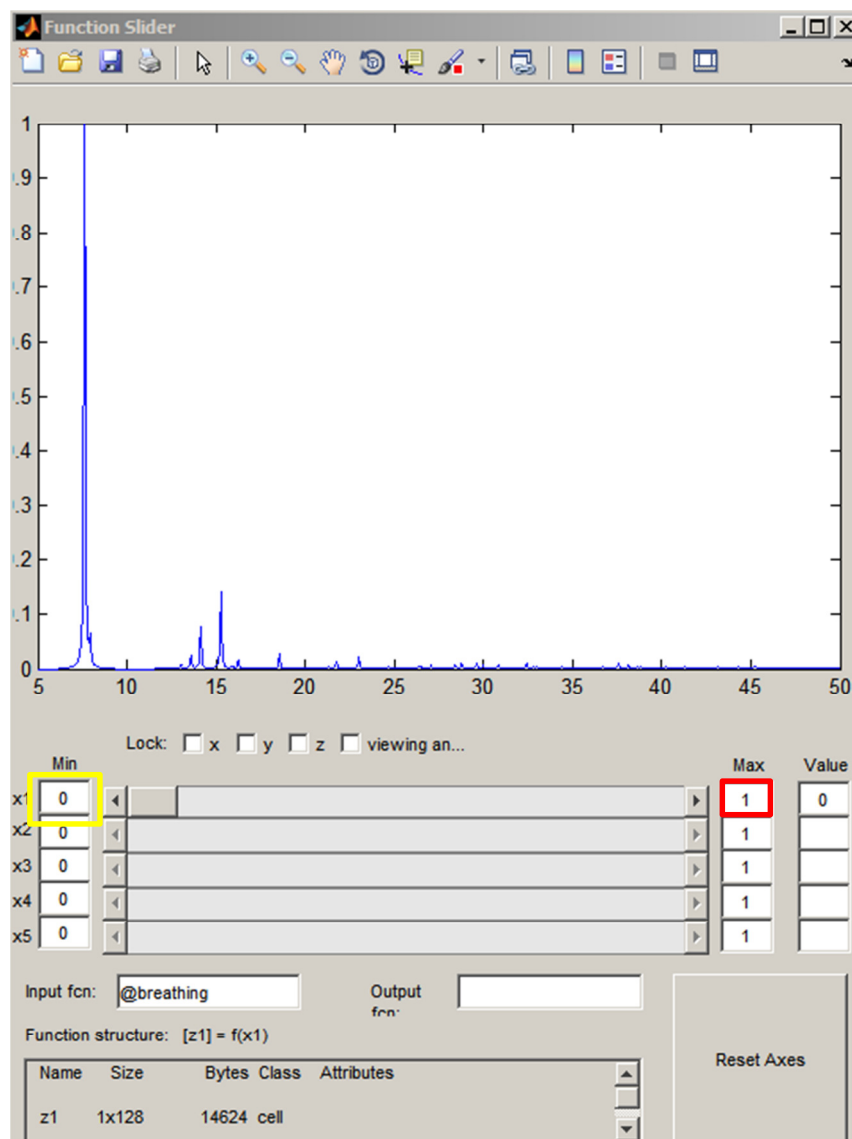 Function Slider
1
.9
.8
.7
.6
.5
.4
.3
.2
.1
0
5 10 15 20 25 30 35 40 45 50
Lock: x y z viewing an...
Min Max Value
x1 0 1 0
x2 0 1
x3 0 1
x4 0 1
x5 0 1
Input fcn: @breathing Output fcn:
Function structure: [z1] = f(x1)
Name Size Bytes Class Attributes
z1 1x128 14624 cell
Reset Axes